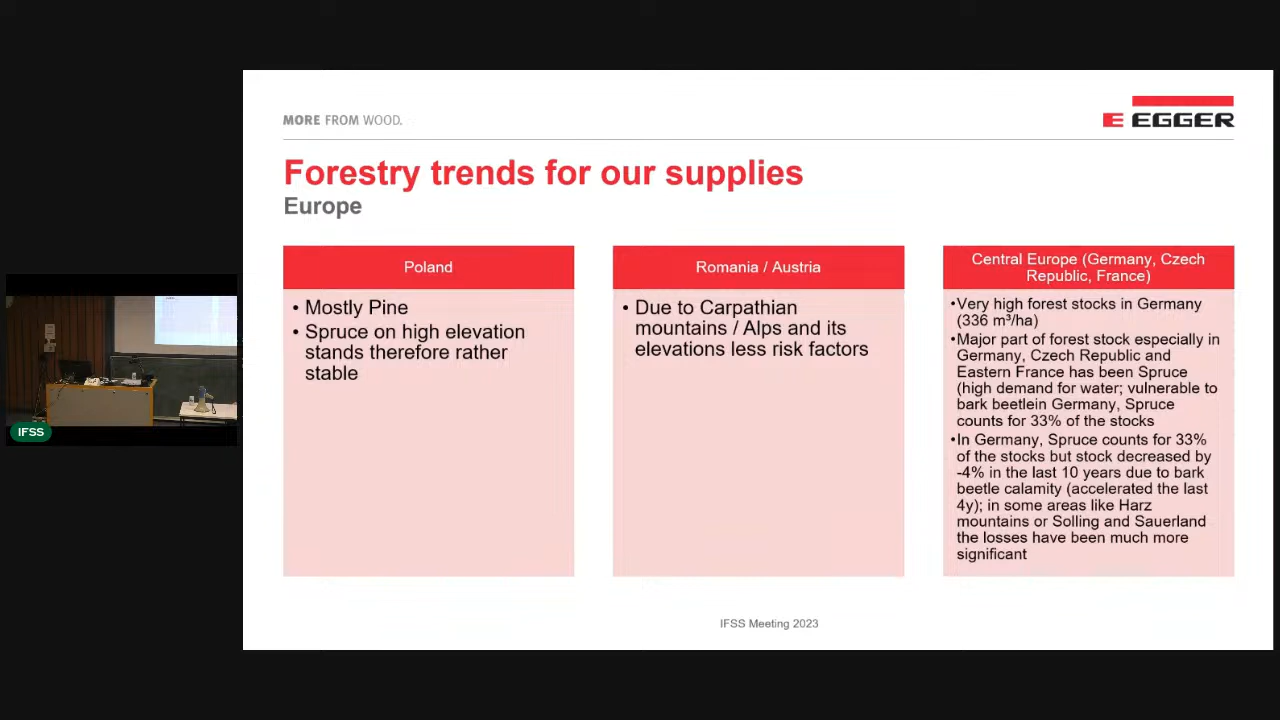 MORE FROM WOOD.
E EGGER
Forestry trends for our supplies
Europe
Poland
• Mostly Pine
• Spruce on high elevation
stands therefore rather
stable
Romania / Austria
• Due to Carpathian
mountains / Alps and its
elevations less risk factors
Central Europe (Germany, Czech
Republic, France)
•Very high forest stocks in Germany
(336 m³/ha)
•Major part of forest stock especially in
Germany, Czech Republic and
Eastern France has been Spruce
(high demand for water; vulnerable to
bark beetlein Germany, Spruce
counts for 33% of the stocks
•In Germany, Spruce counts for 33%
of the stocks but stock decreased by
-4% in the last 10 years due to bark
beetle calamity (accelerated the last
4y); in some areas like Harz
mountains or Solling and Sauerland
the losses have been much more
significant
IFSS
IFSS Meeting 2023